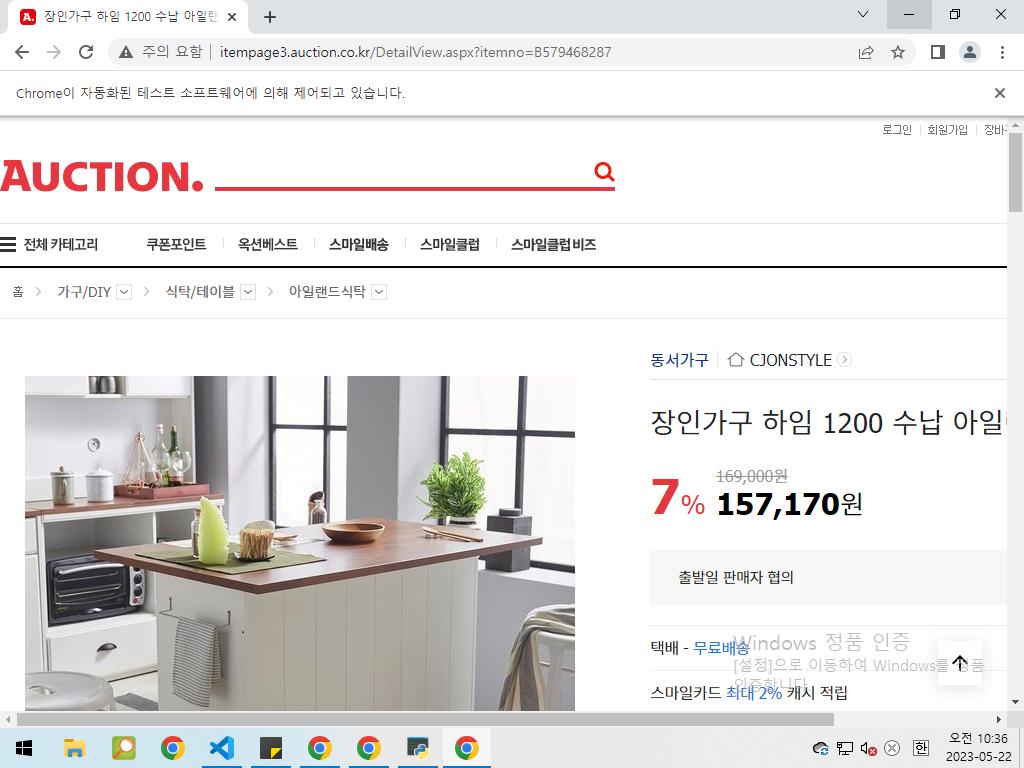 장인가구 하임 1200 수납 아일랜
주의 요함 itempage3.auction.co.kr/DetailView.aspx?itemno=B579468287
Chrome이 자동화된 테스트 소프트웨어에 의해 제어되고 있습니다.
로그인 회원가입 장바구
AUCTION.
전체 카테고리 쿠폰포인트 옥션베스트 스마일배송 스마일클럽 스마일클럽 비즈
홈 가구/DIY 식탁/테이블 아일랜드식탁
동서가구 CJONSTYLE
장인가구 하임 1200 수납 아일
169,000원
7% 157,170원
출발일 판매자 협의
택배 - 무료배송
Windows 정품 인증
[설정]으로 이동하여 Windows를 정품
인증합니다.
스마일카드 최대 2% 캐시 적립
한
오전 10:36
2023-05-22